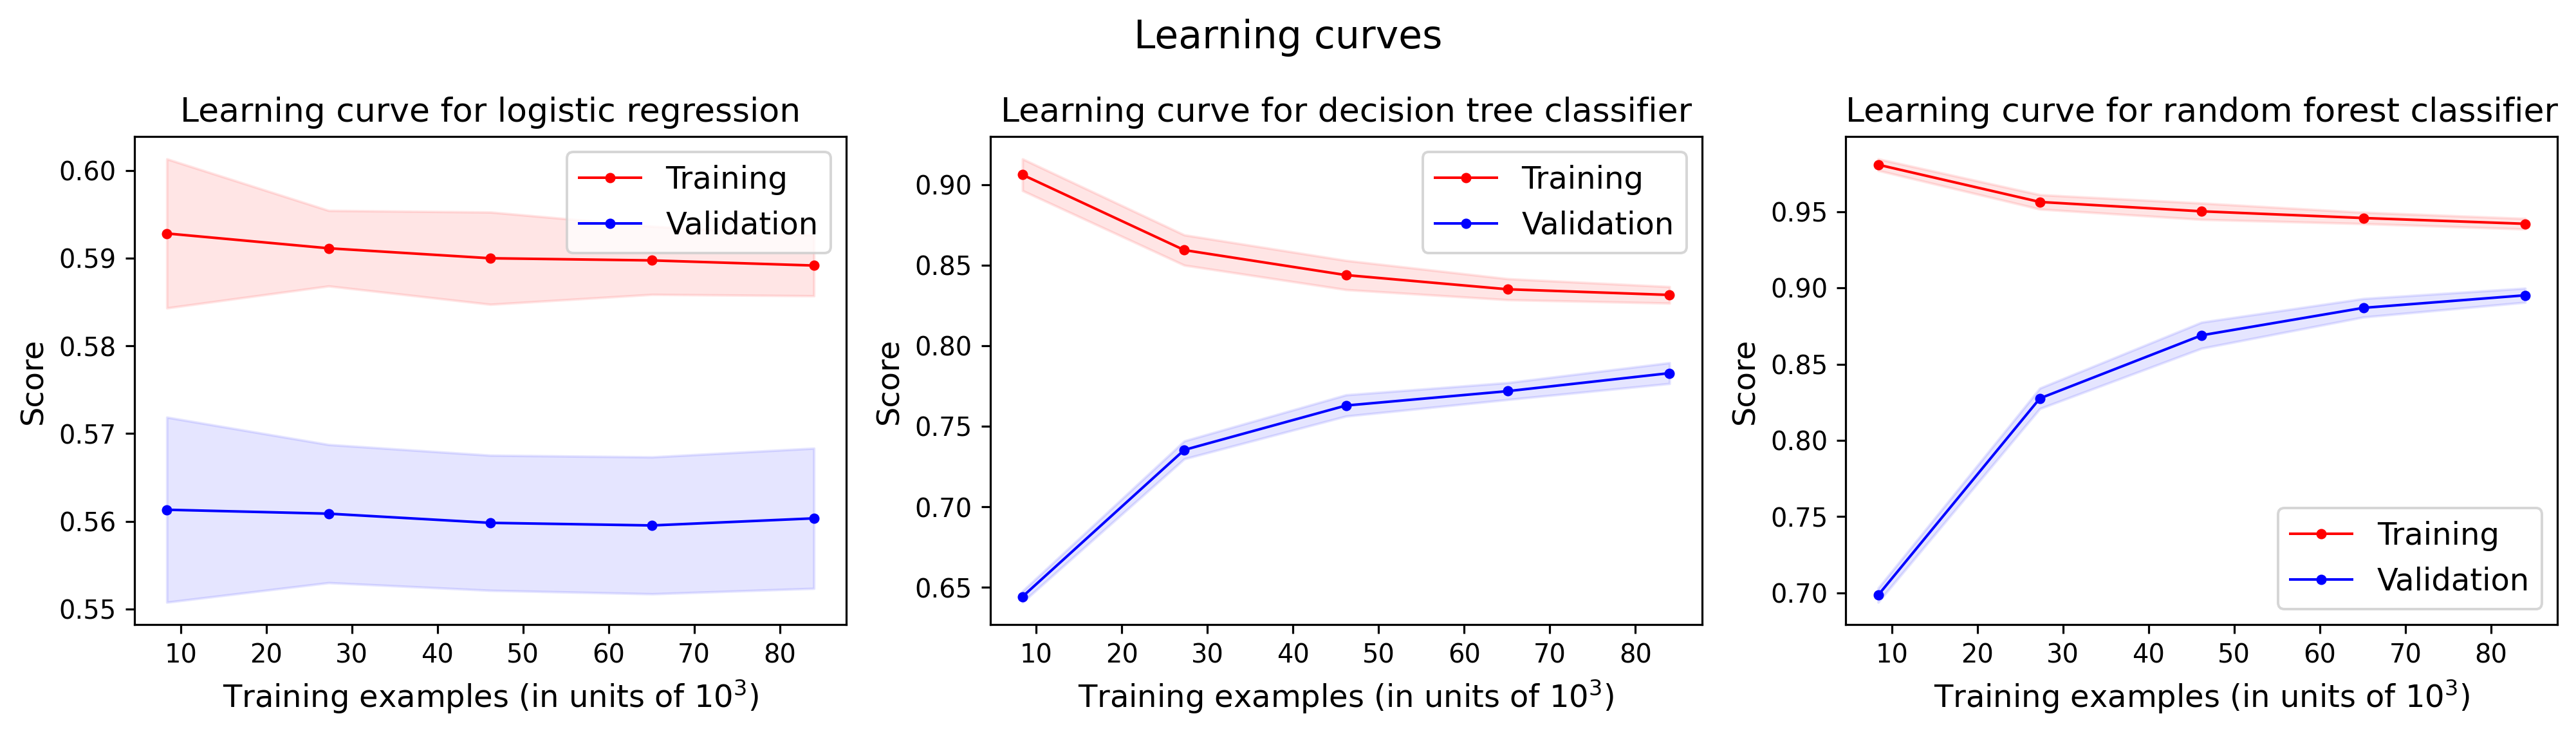 Learning curves
Learning curve for logistic regression
Score
0.60
0.59
0.58
0.57
0.56
0.55
Training
Validation
10 20 30 40 50 60 70 80
Training examples (in units of 10³)
Learning curve for decision tree classifier
Score
0.90
0.85
0.80
0.75
0.70
0.65
Training
Validation
10 20 30 40 50 60 70 80
Training examples (in units of 10³)
Learning curve for random forest classifier
Score
0.95
0.90
0.85
0.80
0.75
0.70
Training
Validation
10 20 30 40 50 60 70 80
Training examples (in units of 10³)